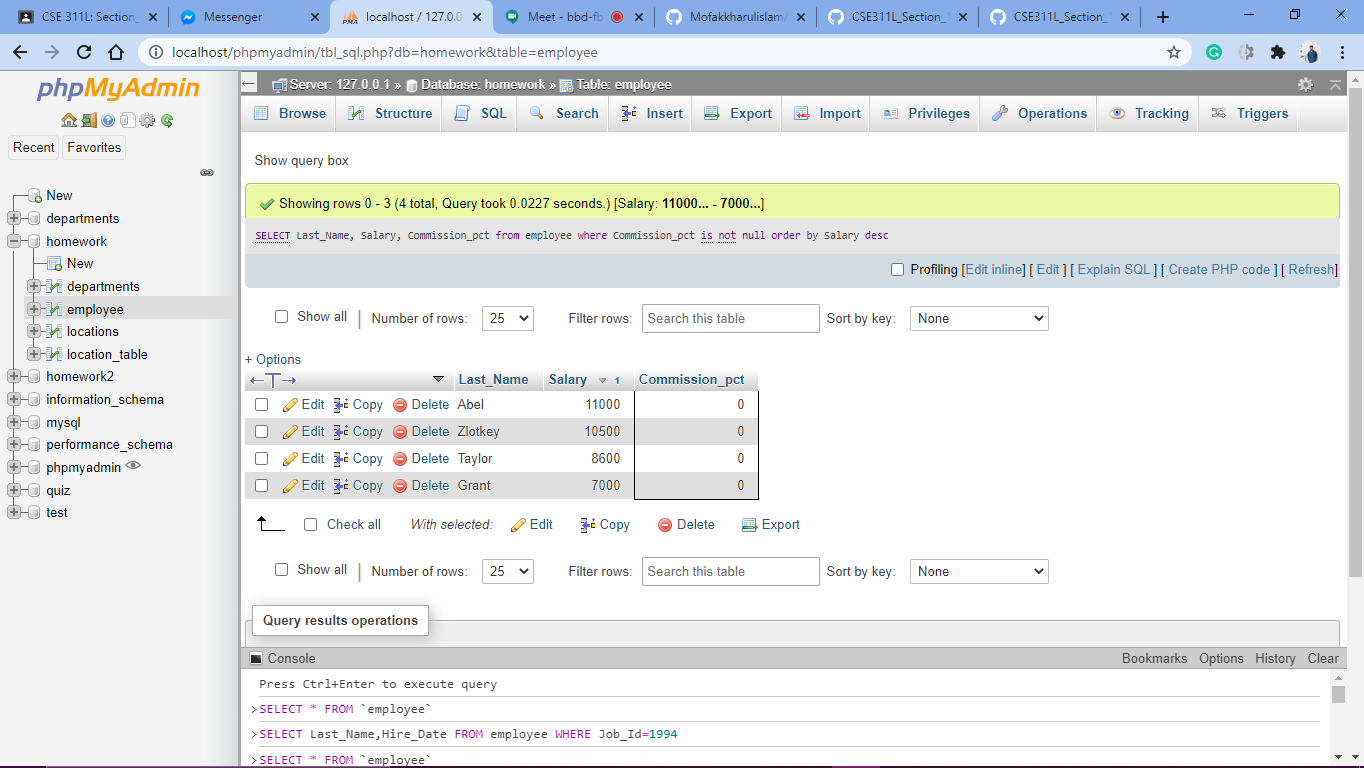 CSE 311L: Section_
Messenger
localhost / 127.0.0
Meet - bbd-fb
Mofakkharulislam/
CSE311L_Section_
CSE311L_Section_
localhost/phpmyadmin/tbl_sql.php?db=homework&table=employee
phpMyAdmin
Recent Favorites
New
departments
homework
New
departments
employee
locations
location_table
homework2
information_schema
mysql
performance_schema
phpmyadmin
quiz
test
Server: 127.0.0.1 » Database: homework » Table: employee
Browse Structure SQL Search Insert Export Import Privileges Operations Tracking Triggers
Show query box
Showing rows 0 - 3 (4 total, Query took 0.0227 seconds.) [Salary: 11000... - 7000...]
SELECT Last_Name, Salary, Commission_pct from employee where Commission_pct is not null order by Salary desc
Profiling [Edit inline] [ Edit ] [ Explain SQL ] [ Create PHP code ] [ Refresh]
Show all | Number of rows: 25 Filter rows: Search this table Sort by key: None
+ Options
←T→ Last_Name Salary 1 Commission_pct
Edit Copy Delete Abel 11000 0
Edit Copy Delete Zlotkey 10500 0
Edit Copy Delete Taylor 8600 0
Edit Copy Delete Grant 7000 0
Check all With selected: Edit Copy Delete Export
Show all | Number of rows: 25 Filter rows: Search this table Sort by key: None
Query results operations
Console Bookmarks Options History Clear
Press Ctrl+Enter to execute query
>SELECT * FROM `employee`
>SELECT Last_Name,Hire_Date FROM employee WHERE Job_Id=1994
>SELECT * FROM `employee`